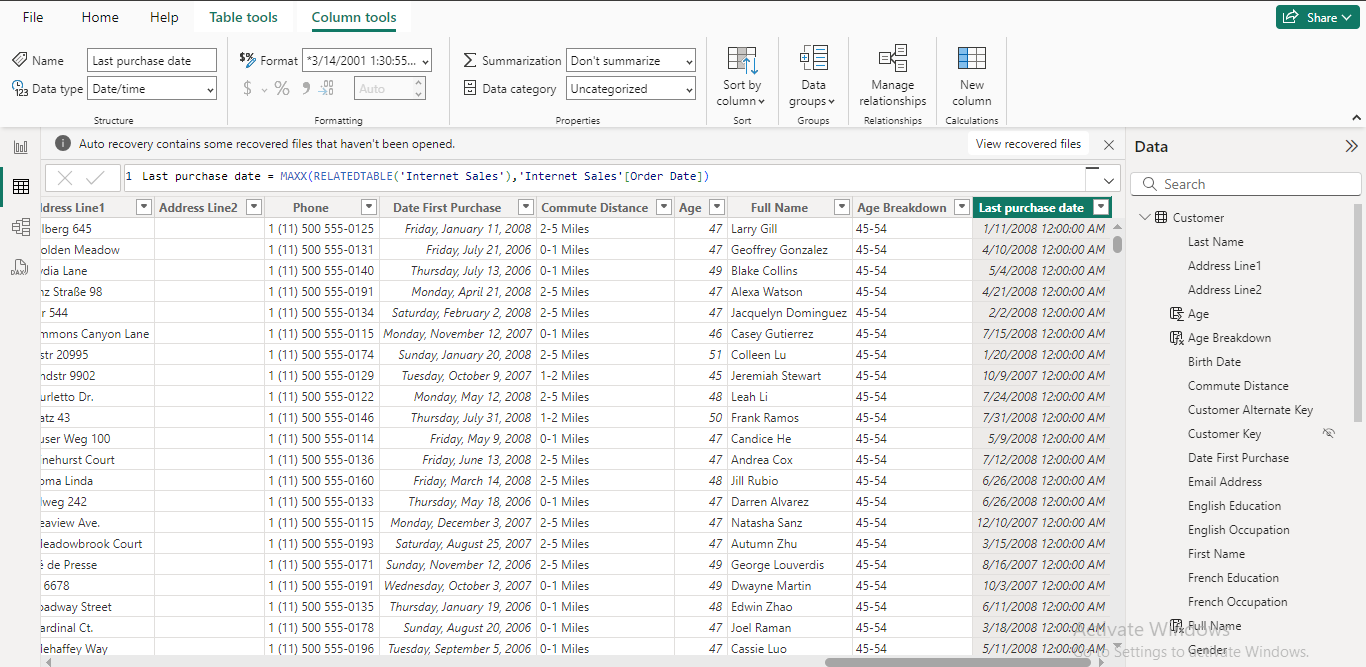 File Home Help Table tools Column tools Share
Name Last purchase date $% Format *3/14/2001 1:30:55... Summarization Don't summarize
Data type Date/time $ % Auto Data category Uncategorized
Sort by column
Data groups
Manage relationships
New column
Structure Formatting Properties Sort Groups Relationships Calculations
Auto recovery contains some recovered files that haven't been opened. View recovered files
1 Last purchase date = MAXX(RELATEDTABLE('Internet Sales'),'Internet Sales'[Order Date])
ddress Line1 Address Line2 Phone Date First Purchase Commute Distance Age Full Name Age Breakdown Last purchase date
lberg 645 1 (11) 500 555-0125 Friday, January 11, 2008 2-5 Miles 47 Larry Gill 45-54 1/11/2008 12:00:00 AM
olden Meadow 1 (11) 500 555-0131 Friday, July 21, 2006 0-1 Miles 47 Geoffrey Gonzalez 45-54 4/10/2008 12:00:00 AM
ydia Lane 1 (11) 500 555-0140 Thursday, July 13, 2006 0-1 Miles 49 Blake Collins 45-54 5/4/2008 12:00:00 AM
nz Straße 98 1 (11) 500 555-0191 Monday, April 21, 2008 2-5 Miles 47 Alexa Watson 45-54 4/21/2008 12:00:00 AM
r 544 1 (11) 500 555-0134 Saturday, February 2, 2008 2-5 Miles 47 Jacquelyn Dominguez 45-54 2/2/2008 12:00:00 AM
mmons Canyon Lane 1 (11) 500 555-0115 Monday, November 12, 2007 0-1 Miles 46 Casey Gutierrez 45-54 7/15/2008 12:00:00 AM
str 20995 1 (11) 500 555-0174 Sunday, January 20, 2008 2-5 Miles 51 Colleen Lu 45-54 1/20/2008 12:00:00 AM
ndstr 9902 1 (11) 500 555-0129 Tuesday, October 9, 2007 1-2 Miles 45 Jeremiah Stewart 45-54 10/9/2007 12:00:00 AM
urletto Dr. 1 (11) 500 555-0122 Monday, May 12, 2008 2-5 Miles 48 Leah Li 45-54 7/24/2008 12:00:00 AM
atz 43 1 (11) 500 555-0146 Thursday, July 31, 2008 1-2 Miles 50 Frank Ramos 45-54 7/31/2008 12:00:00 AM
user Weg 100 1 (11) 500 555-0114 Friday, May 9, 2008 0-1 Miles 47 Candice He 45-54 5/9/2008 12:00:00 AM
nehurst Court 1 (11) 500 555-0136 Friday, June 13, 2008 2-5 Miles 47 Andrea Cox 45-54 7/12/2008 12:00:00 AM
oma Linda 1 (11) 500 555-0160 Friday, March 14, 2008 2-5 Miles 48 Jill Rubio 45-54 6/26/2008 12:00:00 AM
lweg 242 1 (11) 500 555-0133 Thursday, May 18, 2006 0-1 Miles 47 Darren Alvarez 45-54 6/26/2008 12:00:00 AM
eaview Ave. 1 (11) 500 555-0115 Monday, December 3, 2007 2-5 Miles 47 Natasha Sanz 45-54 12/10/2007 12:00:00 AM
leadowbrook Court 1 (11) 500 555-0193 Saturday, August 25, 2007 2-5 Miles 47 Autumn Zhu 45-54 3/15/2008 12:00:00 AM
é de Presse 1 (11) 500 555-0171 Sunday, November 12, 2006 2-5 Miles 49 George Louverdis 45-54 8/16/2007 12:00:00 AM
6678 1 (11) 500 555-0191 Wednesday, October 3, 2007 0-1 Miles 49 Dwayne Martin 45-54 10/3/2007 12:00:00 AM
oadway Street 1 (11) 500 555-0135 Thursday, January 19, 2006 0-1 Miles 48 Edwin Zhao 45-54 6/11/2008 12:00:00 AM
ardinal Ct. 1 (11) 500 555-0178 Sunday, August 20, 2006 0-1 Miles 47 Joel Raman 45-54 3/18/2008 12:00:00 AM
lehaffey Way 1 (11) 500 555-0196 Tuesday, September 5, 2006 0-1 Miles 47 Cassie Luo 45-54 5/11/2008 12:00:00 AM
Data
Search
Customer
Last Name
Address Line1
Address Line2
Age
Age Breakdown
Birth Date
Commute Distance
Customer Alternate Key
Customer Key
Date First Purchase
Email Address
English Education
English Occupation
First Name
French Education
French Occupation
Full Name
Gender
Activate Windows
Go to Settings to activate Windows.